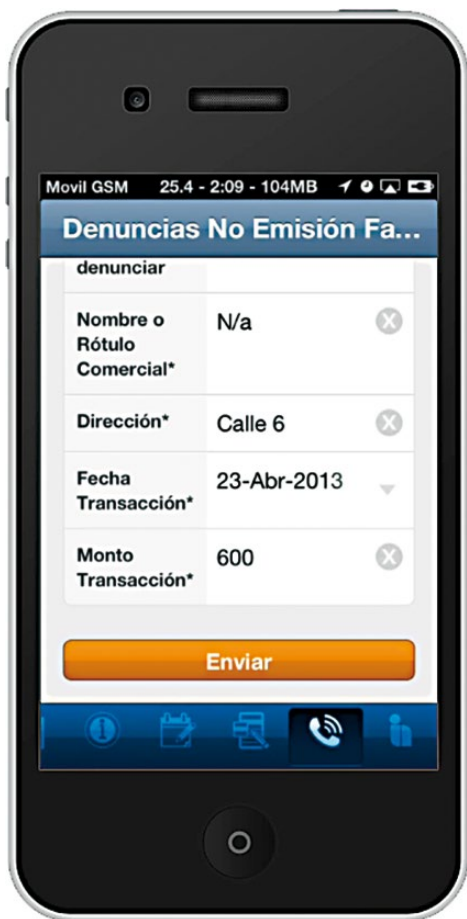 Movil GSM 25.4 - 2:09 - 104MB
Denuncias No Emisión Fa...
denunciar
Nombre o
Rótulo
Comercial*
N/a
Dirección*
Calle 6
Fecha
Transacción*
23-Abr-2013
Monto
Transacción*
600
Enviar